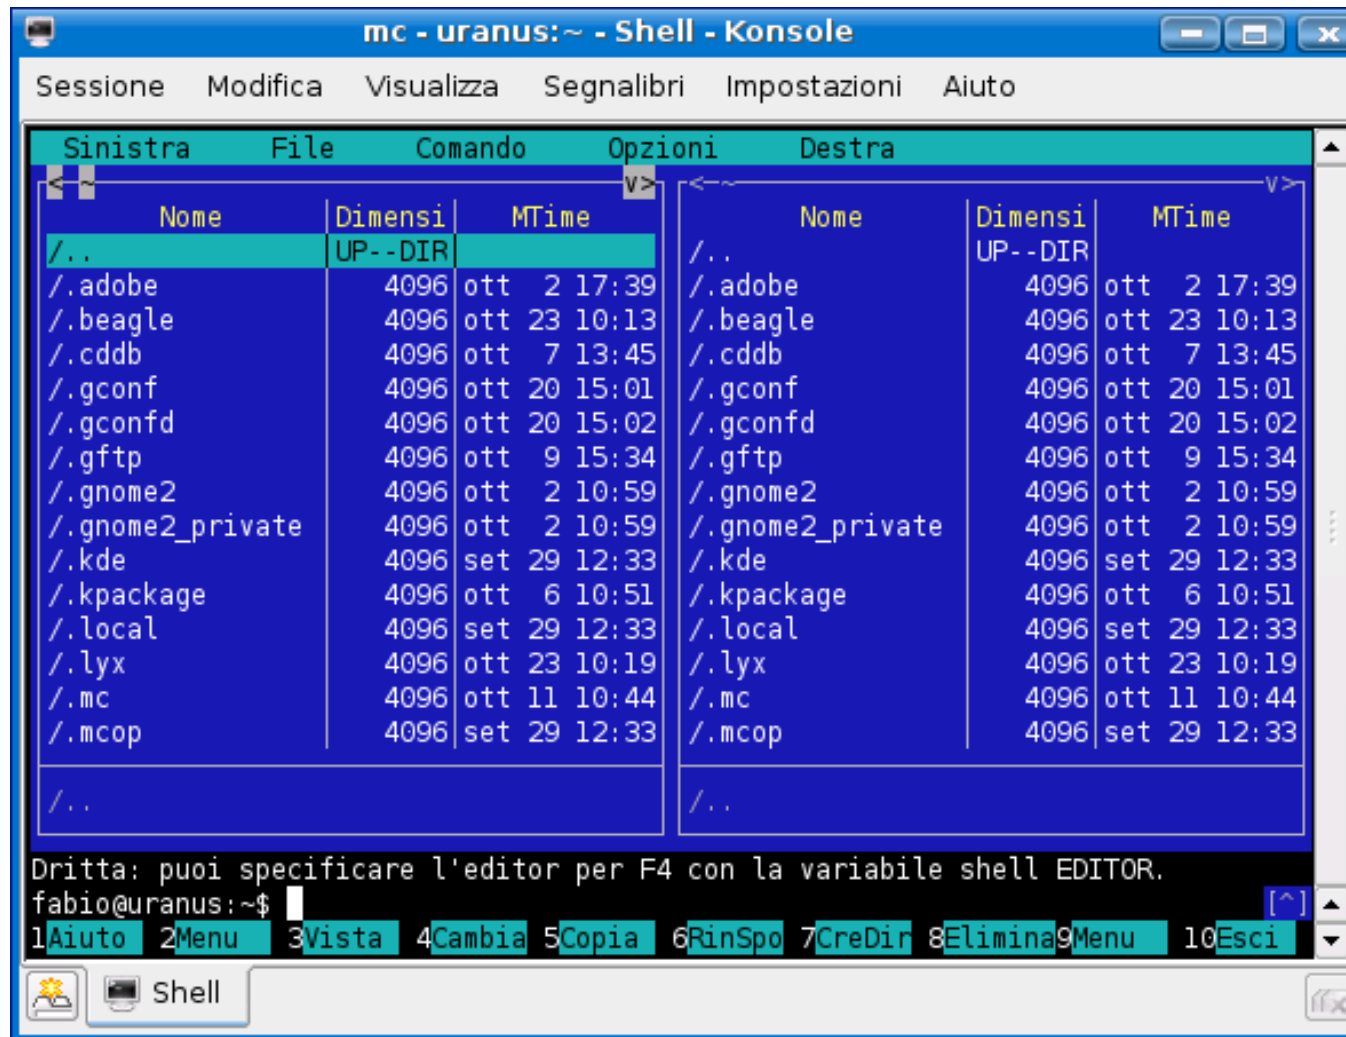 mc - uranus:~ - Shell - Konsole
Sessione Modifica Visualizza Segnalibri Impostazioni Aiuto
Sinistra File Comando Opzioni Destra
<-~ v> <-~ v>
Nome Dimensi MTime Nome Dimensi MTime
/.. UP--DIR /.. UP--DIR
/.adobe 4096 ott 2 17:39 /.adobe 4096 ott 2 17:39
/.beagle 4096 ott 23 10:13 /.beagle 4096 ott 23 10:13
/.cddb 4096 ott 7 13:45 /.cddb 4096 ott 7 13:45
/.gconf 4096 ott 20 15:01 /.gconf 4096 ott 20 15:01
/.gconfd 4096 ott 20 15:02 /.gconfd 4096 ott 20 15:02
/.gftp 4096 ott 9 15:34 /.gftp 4096 ott 9 15:34
/.gnome2 4096 ott 2 10:59 /.gnome2 4096 ott 2 10:59
/.gnome2_private 4096 ott 2 10:59 /.gnome2_private 4096 ott 2 10:59
/.kde 4096 set 29 12:33 /.kde 4096 set 29 12:33
/.kpackage 4096 ott 6 10:51 /.kpackage 4096 ott 6 10:51
/.local 4096 set 29 12:33 /.local 4096 set 29 12:33
/.lyx 4096 ott 23 10:19 /.lyx 4096 ott 23 10:19
/.mc 4096 ott 11 10:44 /.mc 4096 ott 11 10:44
/.mcop 4096 set 29 12:33 /.mcop 4096 set 29 12:33
/.. /..
Dritta: puoi specificare l'editor per F4 con la variabile shell EDITOR.
fabio@uranus:~$ [^]
1Aiuto 2Menu 3Vista 4Cambia 5Copia 6RinSpo 7CreDir 8Elimina 9Menu 10Esci
Shell